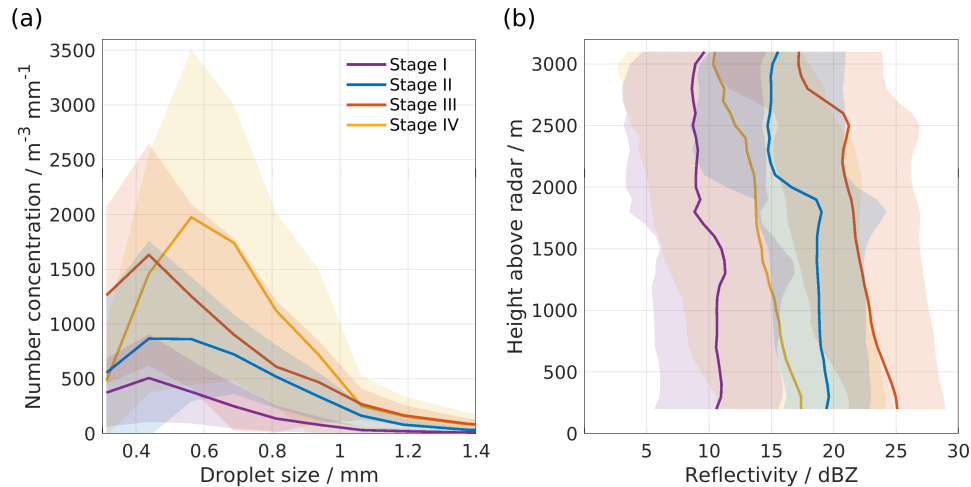 (a)
Number concentration / m-3 mm-1
3500
3000
2500
2000
1500
1000
500
0
0.4
0.6
0.8
1
1.2
1.4
Droplet size / mm
Stage I
Stage II
Stage III
Stage IV
(b)
Height above radar / m
3000
2500
2000
1500
1000
500
0
5
10
15
20
25
30
Reflectivity / dBZ